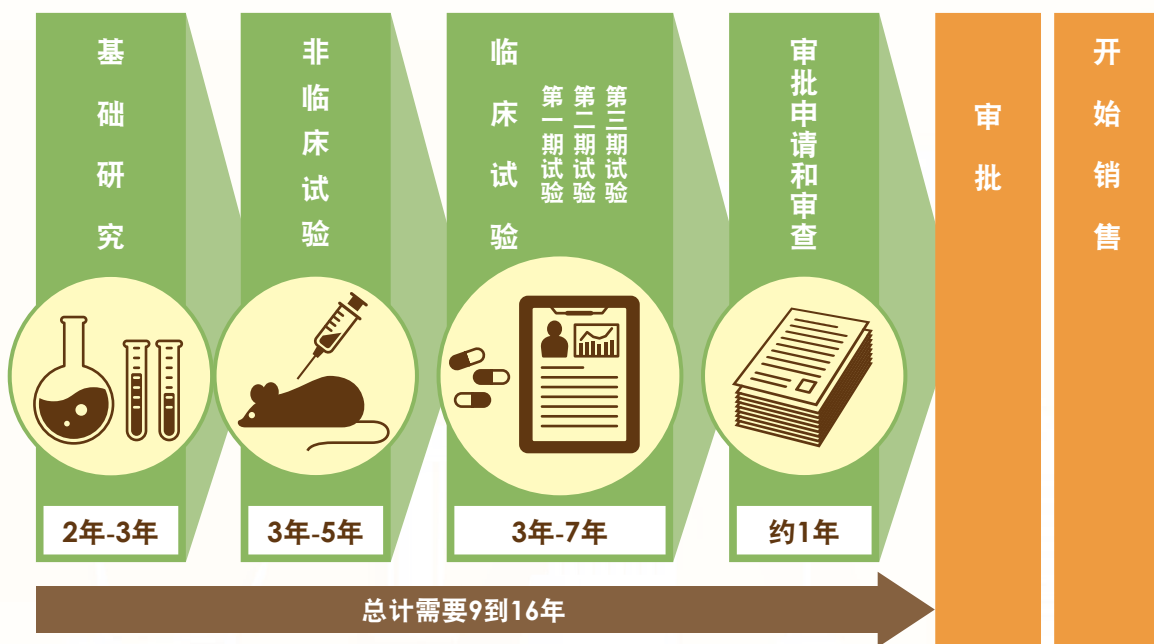 基础研究
2年-3年
非临床试验
3年-5年
临床试验
第一期试验
第二期试验
第三期试验
3年-7年
审批申请和审查
约1年
审批
开始销售
总计需要9到16年